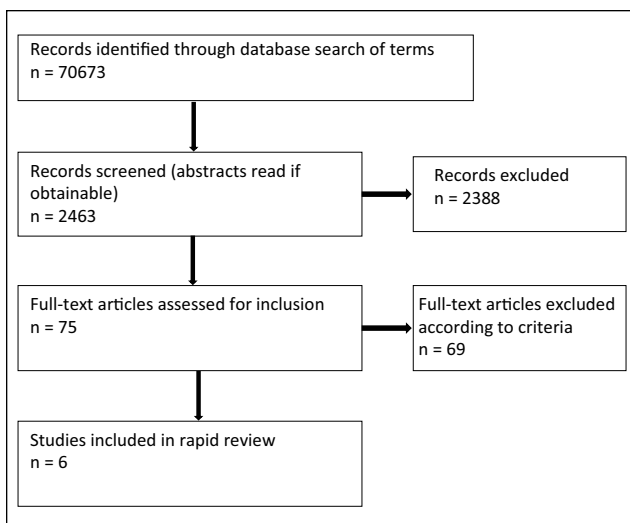 Records identified through database search of terms
n = 70673
Records screened (abstracts read if
obtainable)
n = 2463
Records excluded
n = 2388
Full-text articles assessed for inclusion
n = 75
Full-text articles excluded
according to criteria
n = 69
Studies included in rapid review
n = 6